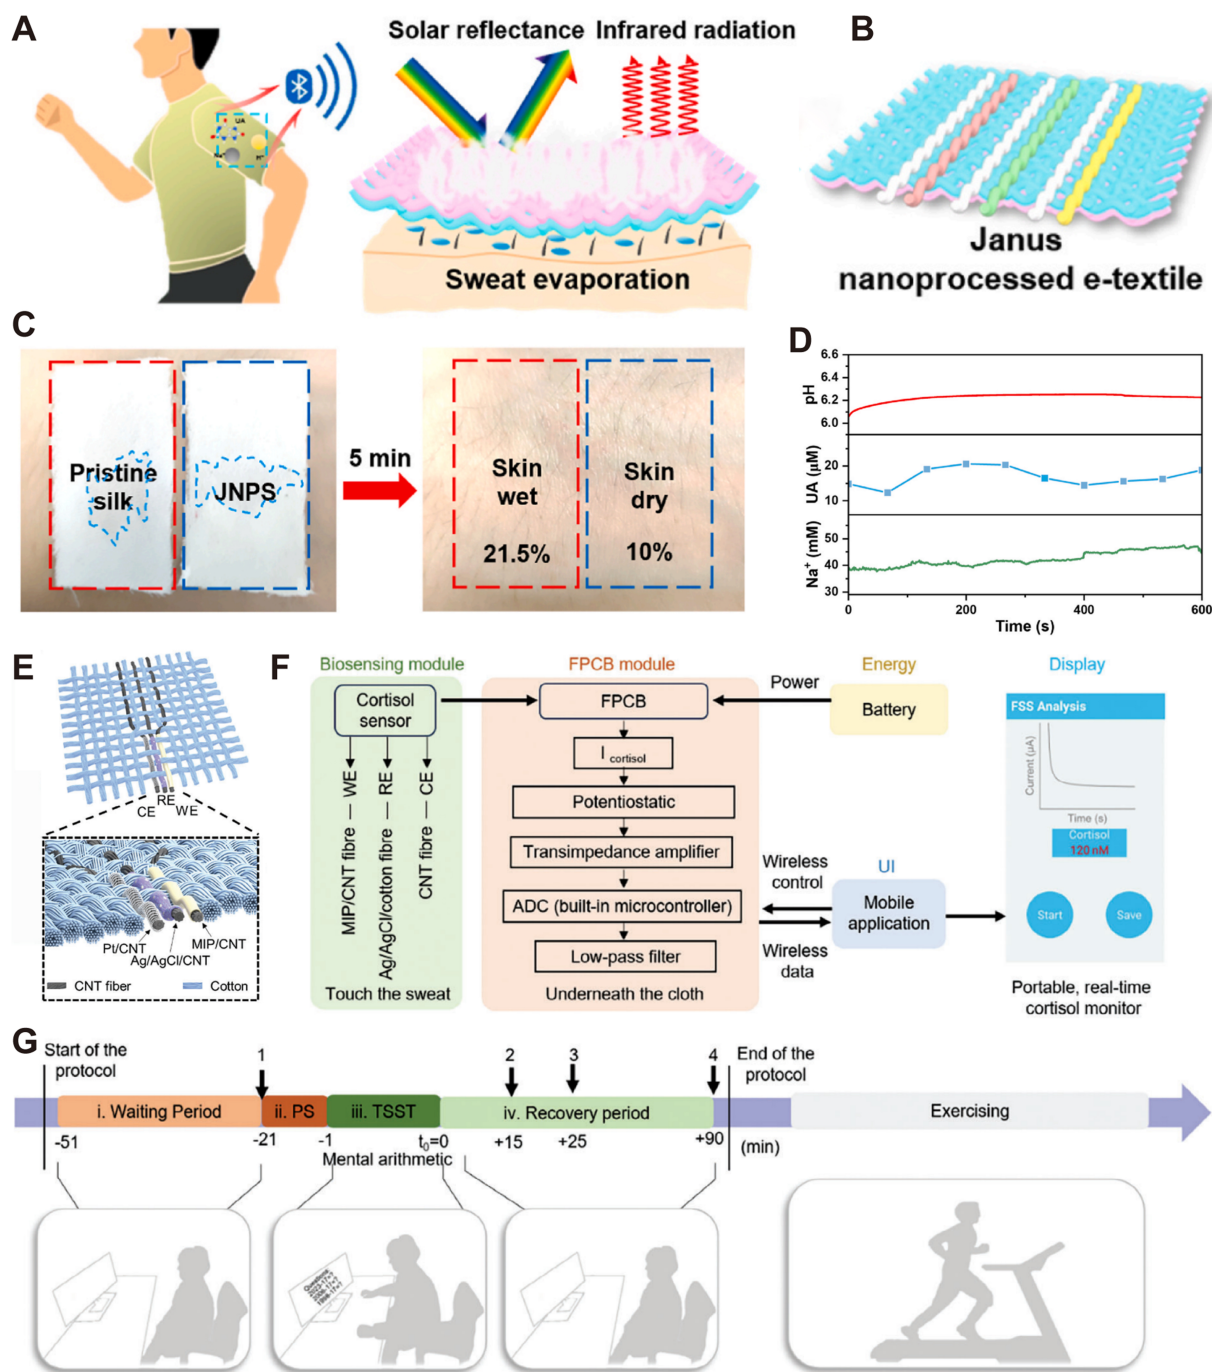 A
Solar reflectance
Infrared radiation
UA
Na⁺
H⁺
Sweat evaporation
B
Janus
nanoprocessed e-textile
C
Pristine
silk
JNPS
5 min
Skin
wet
21.5%
Skin
dry
10%
D
6.6
6.4
6.2
6.0
pH
20
10
UA (µM)
50
40
30
Na⁺ (mM)
0
200
400
600
Time (s)
E
CE
RE
WE
Pt/CNT
Ag/AgCl/CNT
MIP/CNT
CNT fiber
Cotton
F
Biosensing module
FPCB module
Energy
Display
Cortisol
sensor
WE
RE
CE
MIP/CNT fibre
Ag/AgCl/cotton fibre
CNT fibre
Touch the sweat
FPCB
I cortisol
Potentiostatic
Transimpedance amplifier
ADC (built-in microcontroller)
Low-pass filter
Underneath the cloth
Power
Battery
Wireless
control
Wireless
data
UI
Mobile
application
FSS Analysis
Current (µA)
Time (s)
Cortisol
120 nM
Start
Save
Portable, real-time
cortisol monitor
G
Start of the
protocol
1
2
3
4
End of the
protocol
i. Waiting Period
ii. PS
iii. TSST
iv. Recovery period
Exercising
-51
-21
-1
t₀=0
+15
+25
+90
(min)
Mental arithmetic
Questions:
2023-17=?
2006-17=?